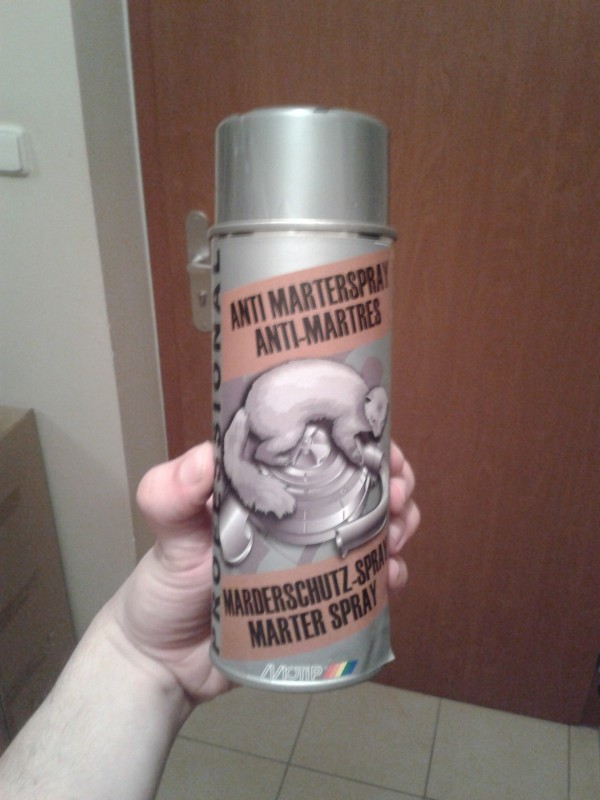 PROFESSIONAL
ANTI MARTERSPRAY
ANTI-MARTRES
MARDERSCHUTZ-SPRAY
MARTER SPRAY
MOTIP